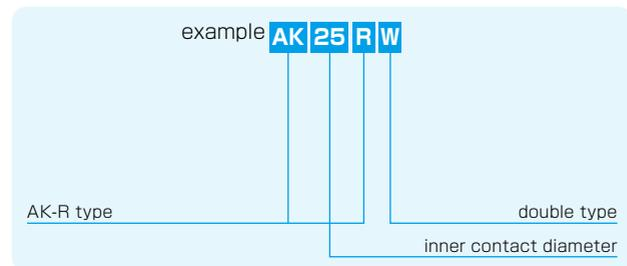 example AK 25 R W
AK-R type
double type
inner contact diameter